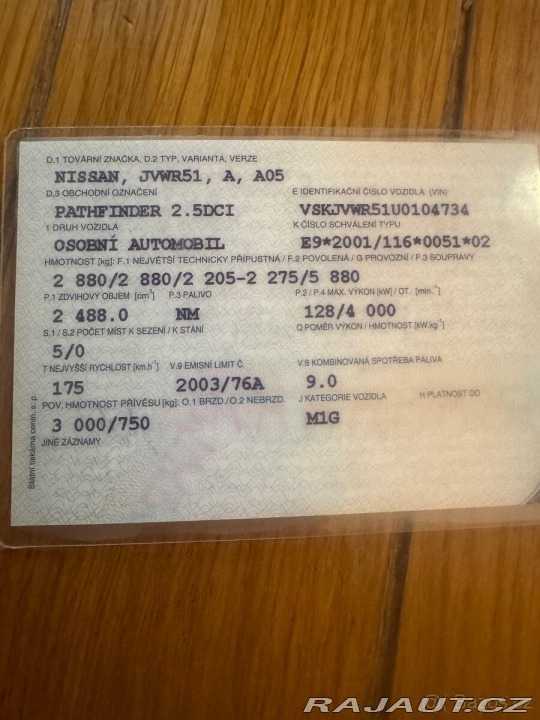 D.1 TOVÁRNÍ ZNAČKA, D.2 TYP, VARIANTA, VERZE
NISSAN, JVWR51, A, A05
D.3 OBCHODNÍ OZNAČENÍ E IDENTIFIKAČNÍ ČÍSLO VOZIDLA (VIN)
PATHFINDER 2.5DCI VSKJVWR51U0104734
1 DRUH VOZIDLA K ČÍSLO SCHVÁLENÍ TYPU
OSOBNÍ AUTOMOBIL E9*2001/116*0051*02
HMOTNOST [kg]: F.1 NEJVĚTŠÍ TECHNICKY PŘÍPUSTNÁ / F.2 POVOLENÁ / G PROVOZNÍ / F.3 SOUPRAVY
2 880/2 880/2 205-2 275/5 880
P.1 ZDVIHOVÝ OBJEM [cm³] P.3 PALIVO P.2 / P.4 MAX. VÝKON [kW] / OT. [min.⁻¹]
2 488.0 NM 128/4 000
S.1 / S.2 POČET MÍST K SEZENÍ / K STÁNÍ Q POMĚR VÝKON / HMOTNOST [kW.kg⁻¹]
5/0
T NEJVYŠŠÍ RYCHLOST [km.h⁻¹] V.9 EMISNÍ LIMIT Č. V.8 KOMBINOVANÁ SPOTŘEBA PALIVA
175 2003/76A 9.0
POV. HMOTNOST PŘÍVĚSU [kg]: O.1 BRZD./O.2 NEBRZD. J KATEGORIE VOZIDLA H PLATNOST DO
3 000/750 M1G
JINÉ ZÁZNAMY
Státní tiskárna cenin, s. p.
RAJAUT.CZ